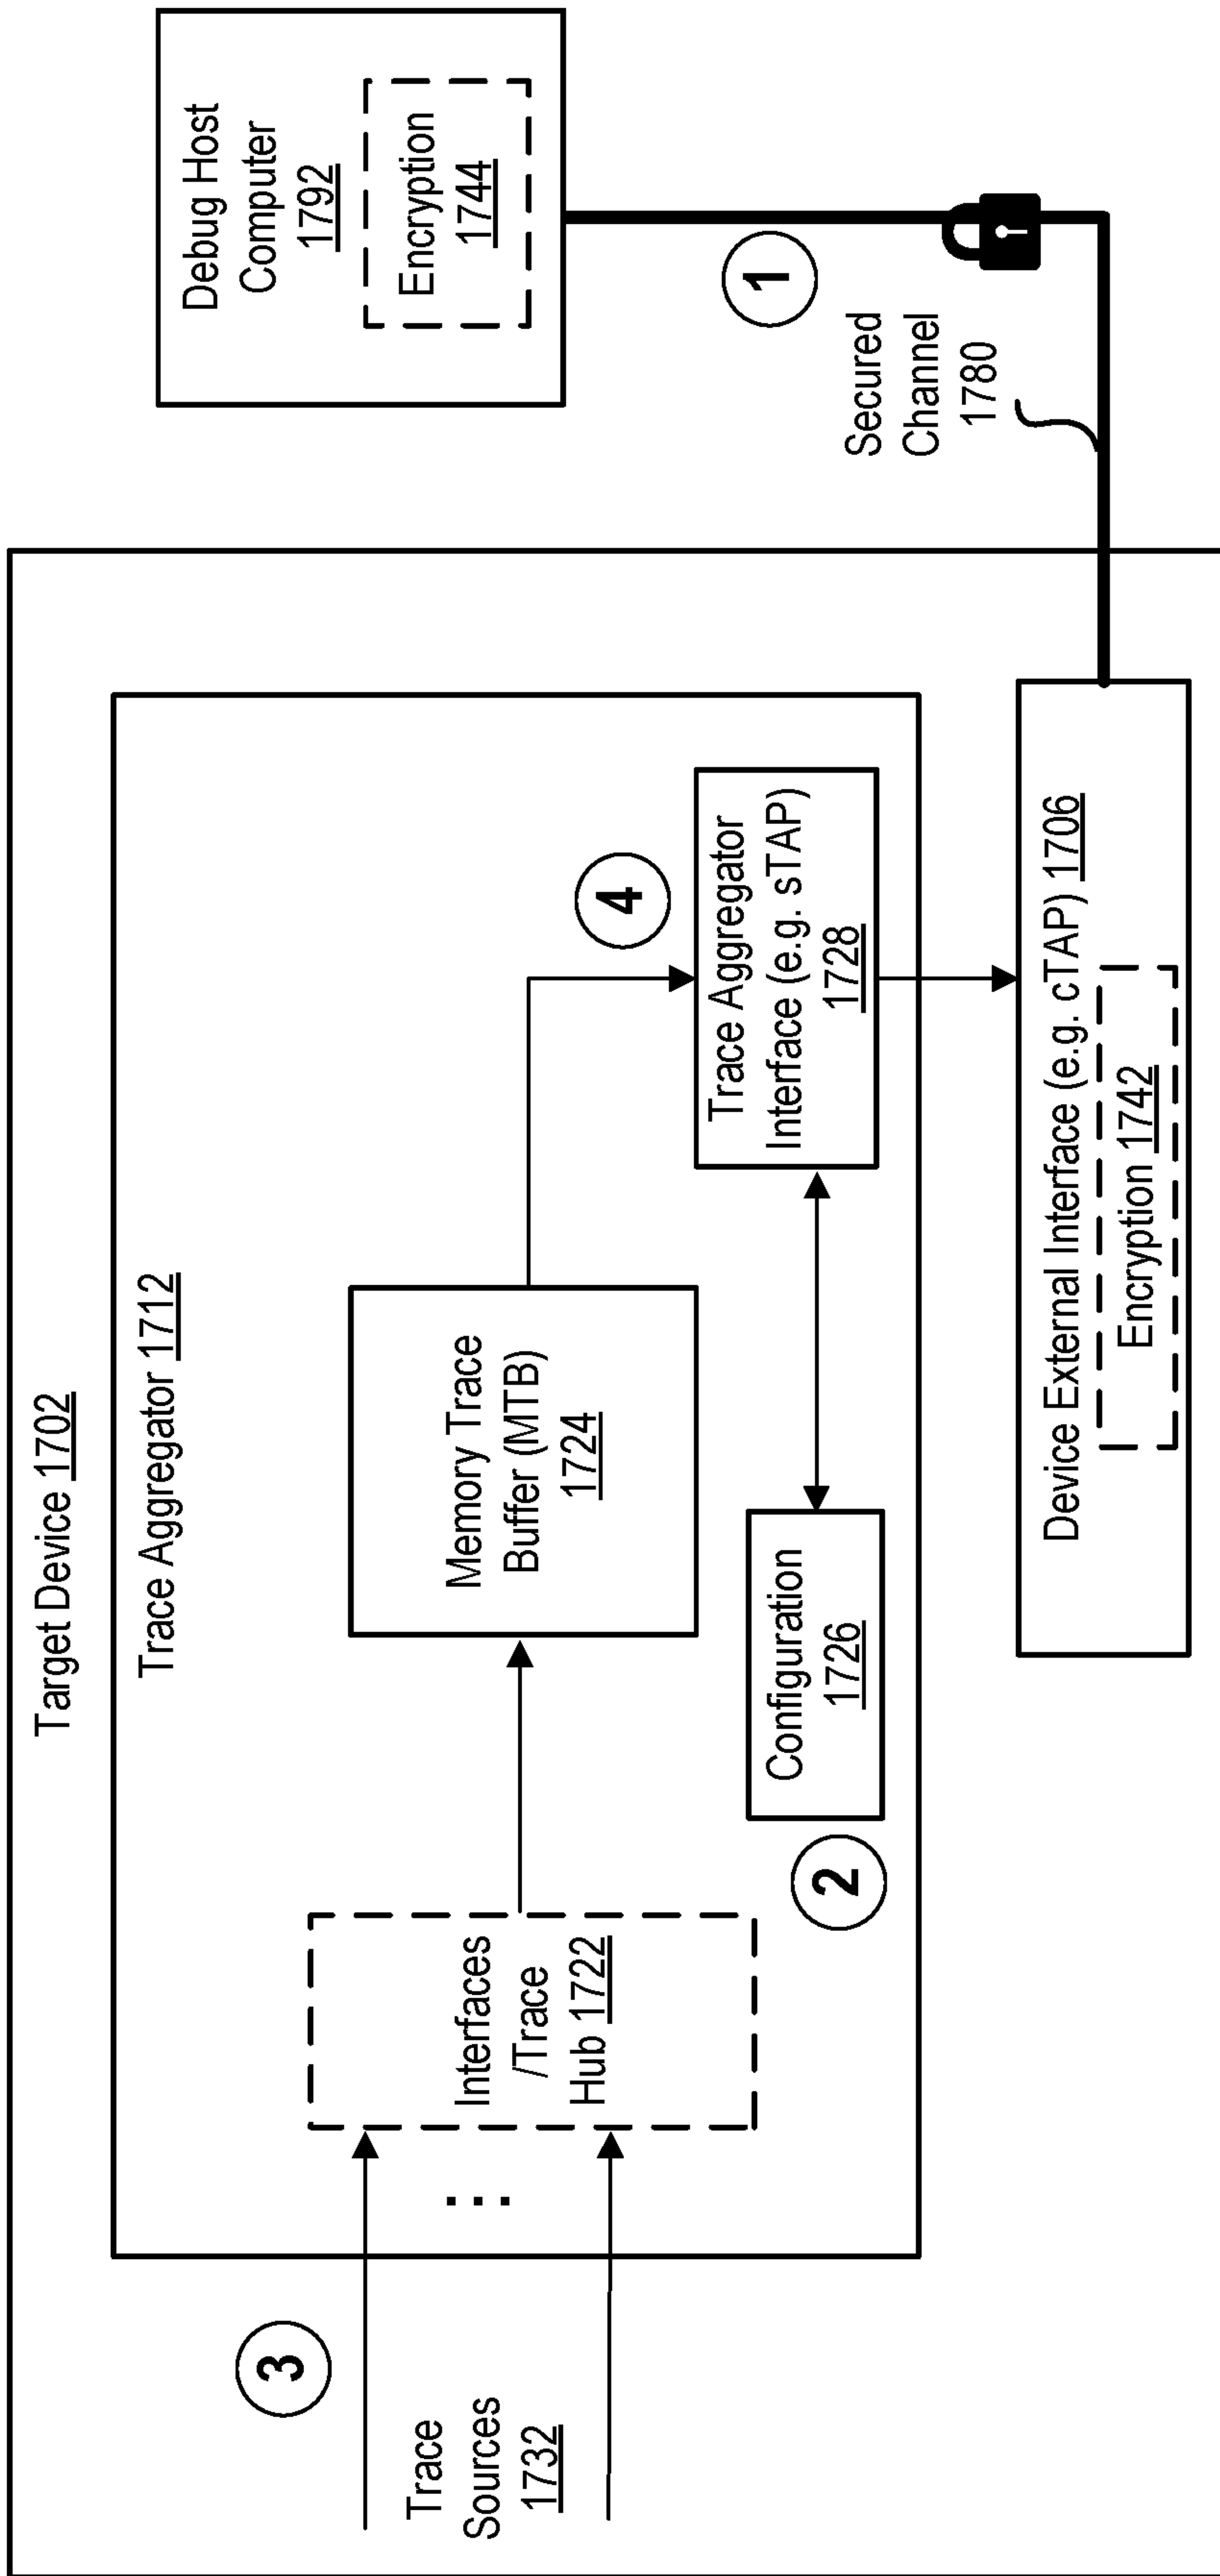 Target Device 1702
Trace Aggregator 1712
3
Trace
Sources
1732
...
Interfaces
/Trace
Hub 1722
Memory Trace
Buffer (MTB)
1724
2
Configuration
1726
4
Trace Aggregator
Interface (e.g. sTAP)
1728
Device External Interface (e.g. cTAP) 1706
Encryption 1742
Debug Host
Computer
1792
Encryption
1744
1
Secured
Channel
1780